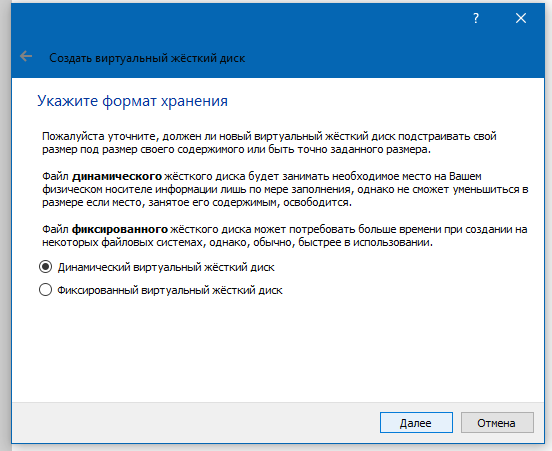 ?
Создать виртуальный жёсткий диск
Укажите формат хранения
Пожалуйста уточните, должен ли новый виртуальный жёсткий диск подстраивать свой
размер под размер своего содержимого или быть точно заданного размера.
Файл динамического жёсткого диска будет занимать необходимое место на Вашем
физическом носителе информации лишь по мере заполнения, однако не сможет уменьшиться в
размере если место, занятое его содержимым, освободится.
Файл фиксированного жёсткого диска может потребовать больше времени при создании на
некоторых файловых системах, однако, обычно, быстрее в использовании.
Динамический виртуальный жёсткий диск
Фиксированный виртуальный жёсткий диск
Далее
Отмена